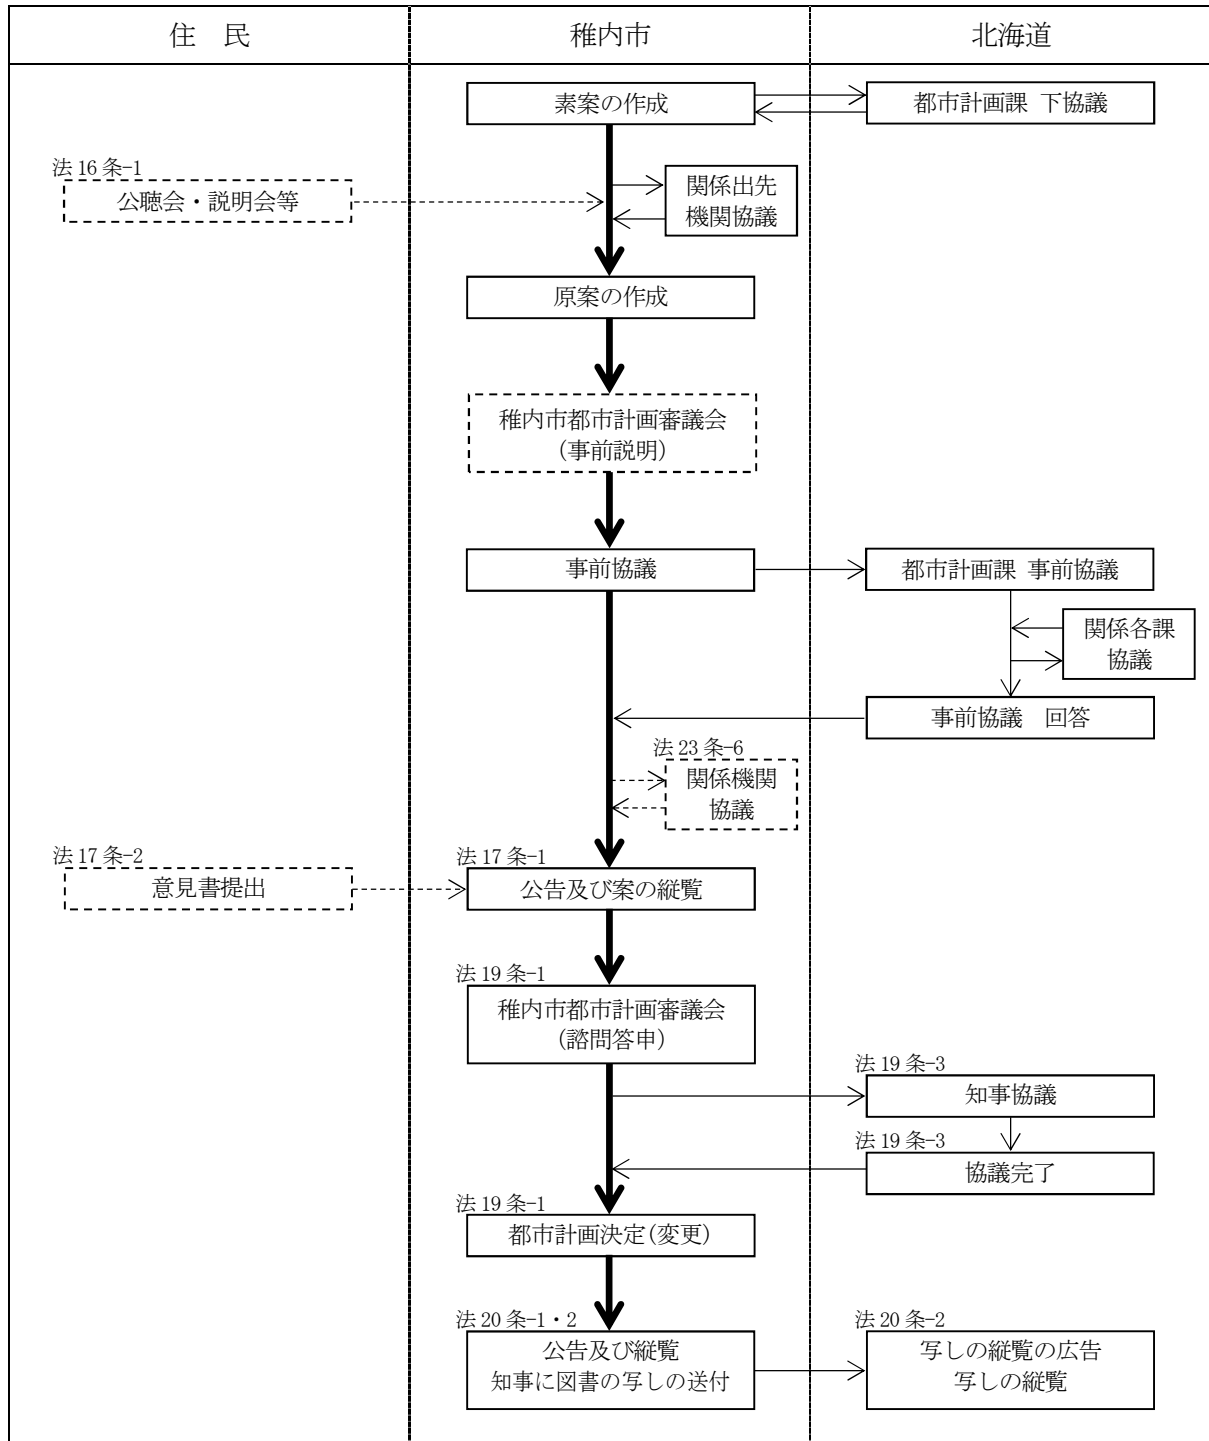 住　民
稚内市
北海道
素案の作成
都市計画課 下協議
法16条-1
公聴会・説明会等
関係出先
機関協議
原案の作成
稚内市都市計画審議会
(事前説明)
事前協議
都市計画課 事前協議
関係各課
協議
事前協議　回答
法23条-6
関係機関
協議
法17条-2
意見書提出
法17条-1
公告及び案の縦覧
法19条-1
稚内市都市計画審議会
(諮問答申)
法19条-3
知事協議
法19条-3
協議完了
法19条-1
都市計画決定(変更)
法20条-1・2
公告及び縦覧
知事に図書の写しの送付
法20条-2
写しの縦覧の広告
写しの縦覧